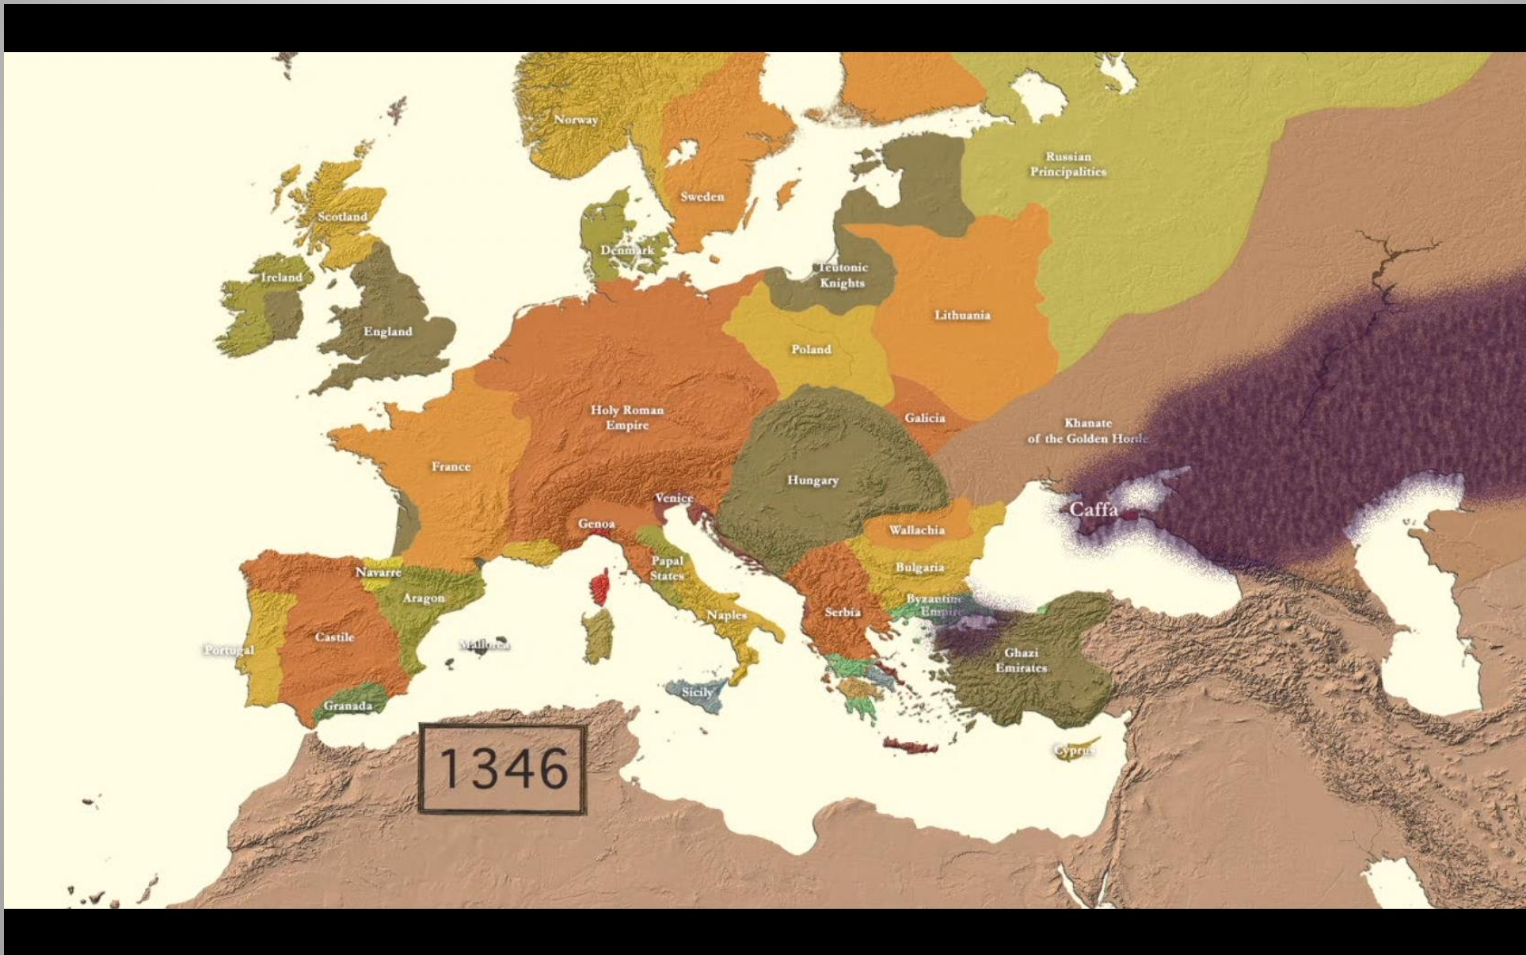 Norway
Russian
Principalities
Sweden
Scotland
Denmark
Ireland
Teutonic
Knights
England
Lithuania
Poland
Holy Roman
Empire
Galicia
Khanate
of the Golden Horde
France
Hungary
Venice
Caffa
Genoa
Wallachia
Navarre
Papal
States
Bulgaria
Aragon
Byzantine
Empire
Serbia
Naples
Castile
Portugal
Mallorca
Ghazi
Emirates
Sicily
Granada
Cyprus
1346